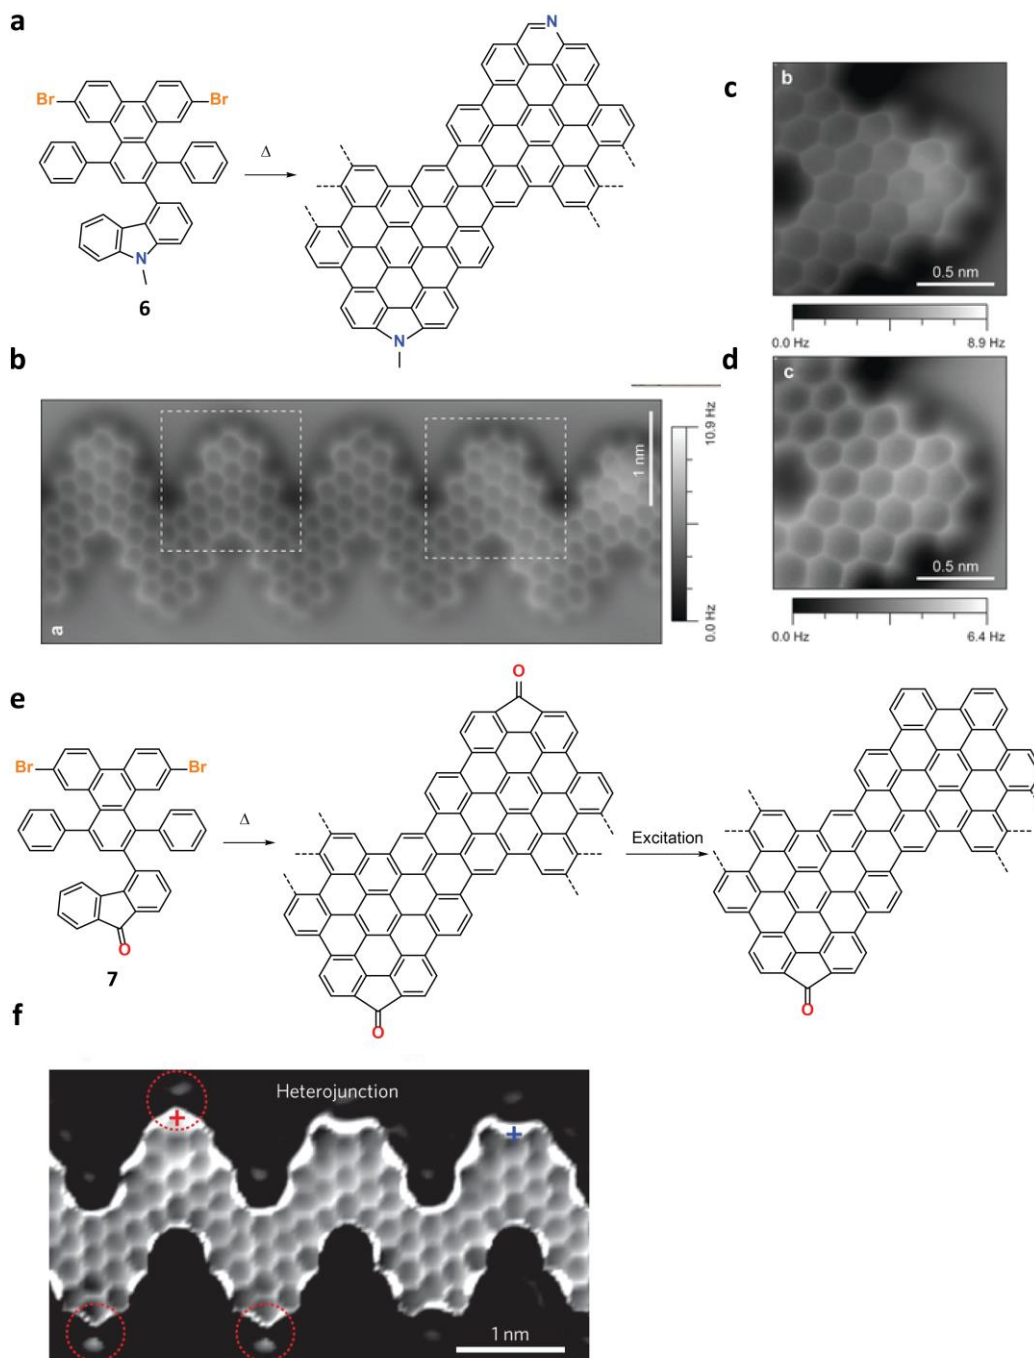 a
N
Br
Br
Δ
N
6
N
c
b
0.5 nm
0.0 Hz
8.9 Hz
b
a
1 nm
10.9 Hz
0.0 Hz
d
c
0.5 nm
0.0 Hz
6.4 Hz
e
O
Br
Br
Δ
Excitation
O
7
O
O
f
Heterojunction
1 nm